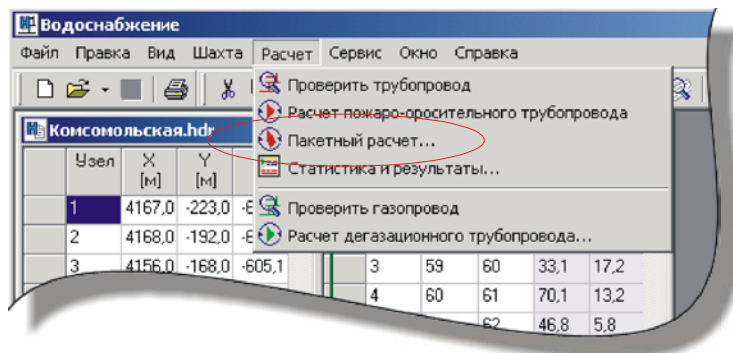 Водоснабжение
Файл Правка Вид Шахта Расчет Сервис Окно Справка
Проверить трубопровод
Расчет пожаро-оросительного трубопровода
Пакетный расчет...
Статистика и результаты...
Проверить газопровод
Расчет дегазационного трубопровода...
Комсомольская.hdr
Узел X Y
[м] [м]
1 4167,0 -223,0
2 4168,0 -192,0
3 4156,0 -168,0 -605,1 3 59 60 33,1 17,2
4 60 61 70,1 13,2
62 46,8 5,8